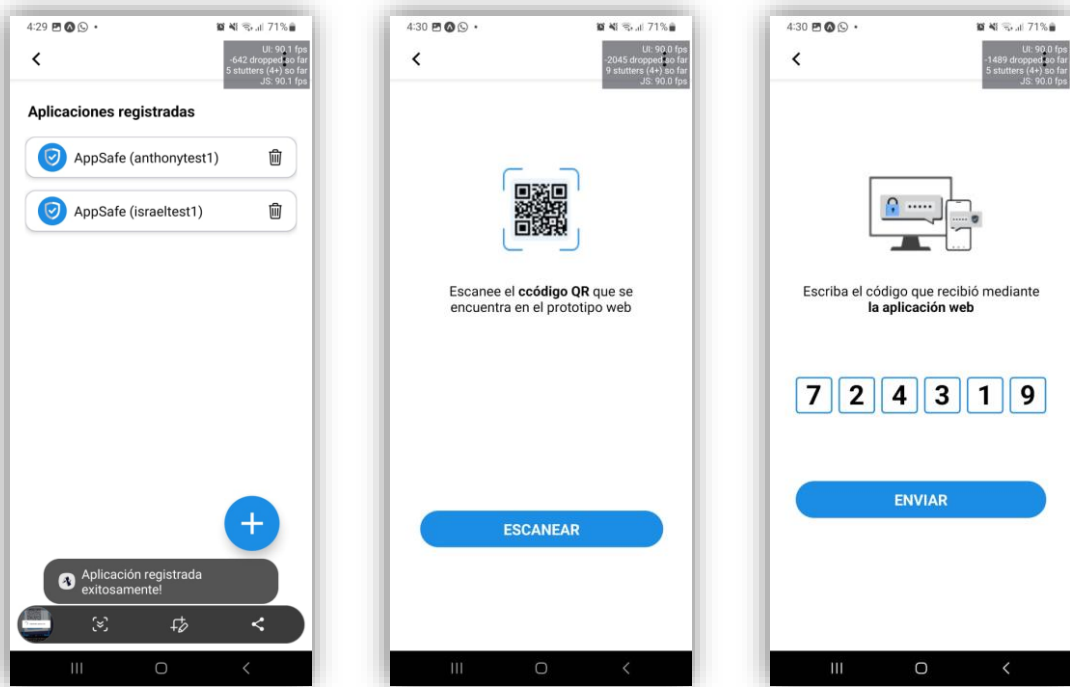 4:29
71%
UI: 90.1 fps
-642 dropped so far
5 stutters (4+) so far
JS: 90.1 fps
Aplicaciones registradas
AppSafe (anthonytest1)
AppSafe (israeltest1)
Aplicación registrada
exitosamente!
4:30
71%
UI: 90.0 fps
-2045 dropped so far
9 stutters (4+) so far
JS: 90.0 fps
Escanee el ccódigo QR que se
encuentra en el prototipo web
ESCANEAR
4:30
71%
UI: 90.0 fps
-1489 dropped so far
5 stutters (4+) so far
JS: 90.0 fps
Escriba el código que recibió mediante
la aplicación web
7 2 4 3 1 9
ENVIAR